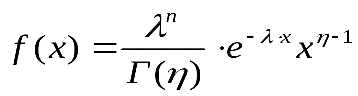 f(x) = λⁿ / Γ(η) · e^(-λ·x) x^(η-1)